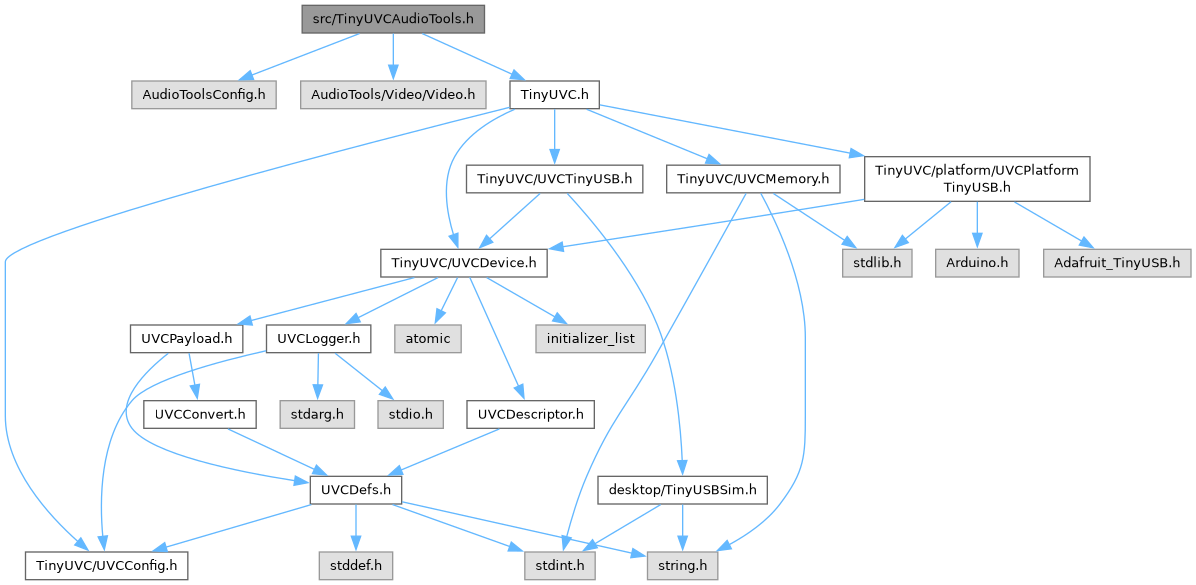 src/TinyUVCAudioTools.h
AudioToolsConfig.h
AudioTools/Video/Video.h
TinyUVC.h
TinyUVC/UVCTinyUSB.h
TinyUVC/UVCMemory.h
TinyUVC/platform/UVCPlatform
TinyUSB.h
TinyUVC/UVCDevice.h
stdlib.h
Arduino.h
Adafruit_TinyUSB.h
UVCPayload.h
UVCLogger.h
atomic
initializer_list
UVCConvert.h
stdarg.h
stdio.h
UVCDescriptor.h
UVCDefs.h
desktop/TinyUSBSim.h
TinyUVC/UVCConfig.h
stddef.h
stdint.h
string.h